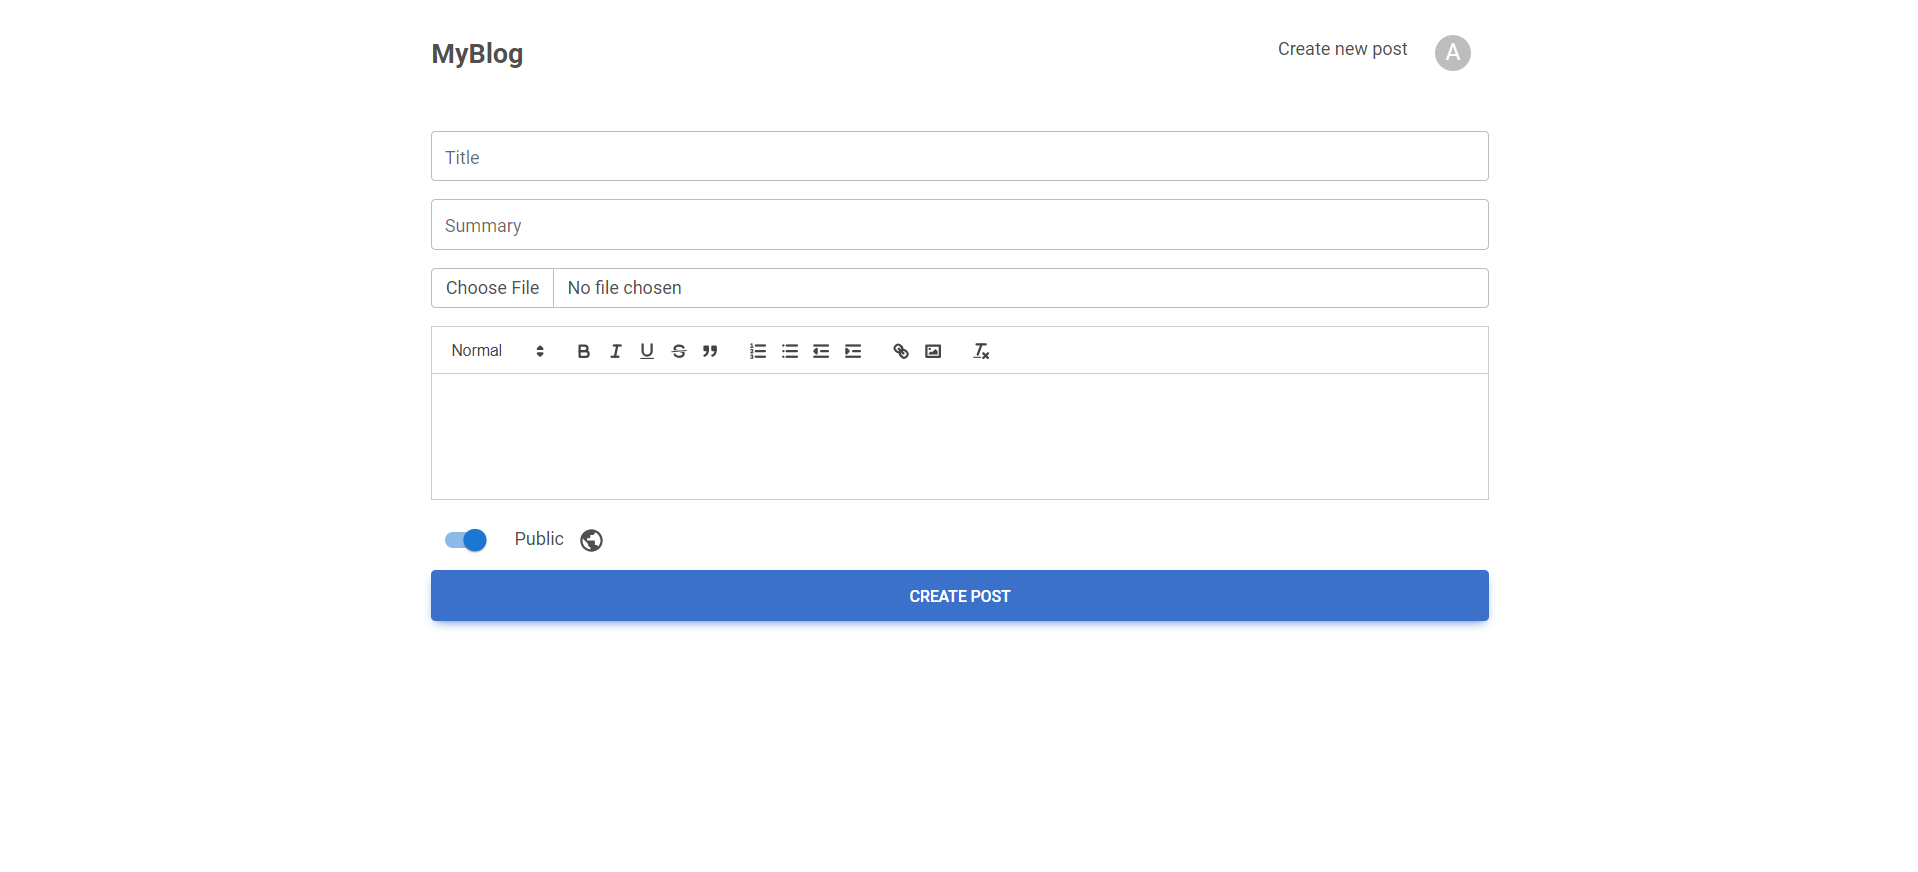 MyBlog
Create new post
A
Title
Summary
Choose File No file chosen
Normal
Public
CREATE POST